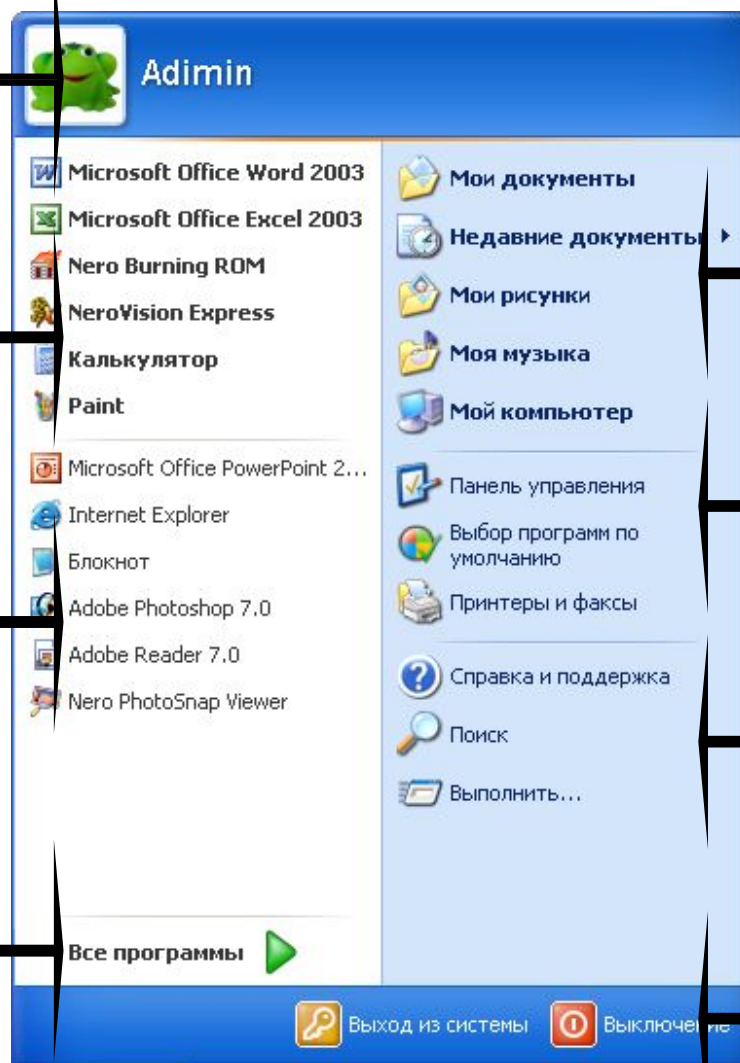 Adimin
Microsoft Office Word 2003
Microsoft Office Excel 2003
Nero Burning ROM
NeroVision Express
Калькулятор
Paint
Microsoft Office PowerPoint 2...
Internet Explorer
Блокнот
Adobe Photoshop 7.0
Adobe Reader 7.0
Nero PhotoSnap Viewer
Все программы
Мои документы
Недавние документы
Мои рисунки
Моя музыка
Мой компьютер
Панель управления
Выбор программ по
умолчанию
Принтеры и факсы
Справка и поддержка
Поиск
Выполнить...
Выход из системы
Выключение